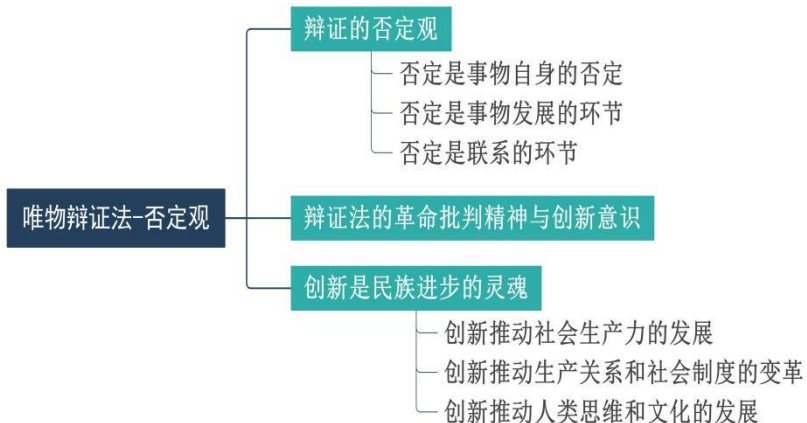 辩证的否定观
否定是事物自身的否定
否定是事物发展的环节
否定是联系的环节
唯物辩证法-否定观
辩证法的革命批判精神与创新意识
创新是民族进步的灵魂
创新推动社会生产力的发展
创新推动生产关系和社会制度的变革
创新推动人类思维和文化的发展